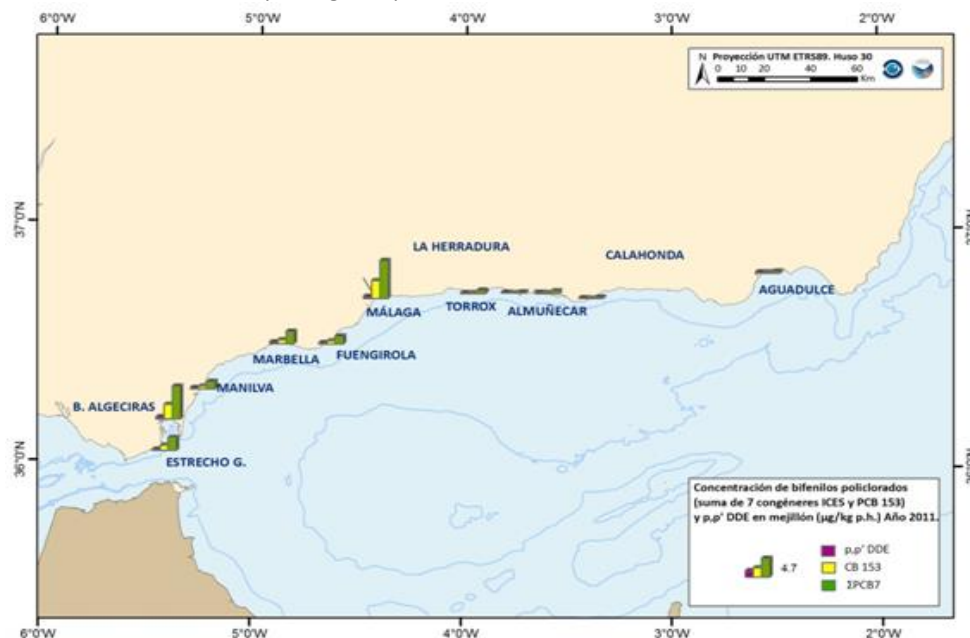 6°0'W 5°0'W 4°0'W 3°0'W 2°0'W
N Proyección UTM ETRS89. Huso 30
0 10 20 40 60
Km
37°0'N
LA HERRADURA
CALAHONDA
MÁLAGA
TORROX
ALMUÑECAR
AGUADULCE
MARBELLA
FUENGIROLA
MANILVA
B. ALGECIRAS
ESTRECHO G.
36°0'N
Concentración de bifenilos policlorados
(suma de 7 congéneres ICES y PCB 153)
y p,p' DDE en mejillón (µg/kg p.h.) Año 2011.
4.7
p,p' DDE
CB 153
ΣPCB7
6°0'W 5°0'W 4°0'W 3°0'W 2°0'W